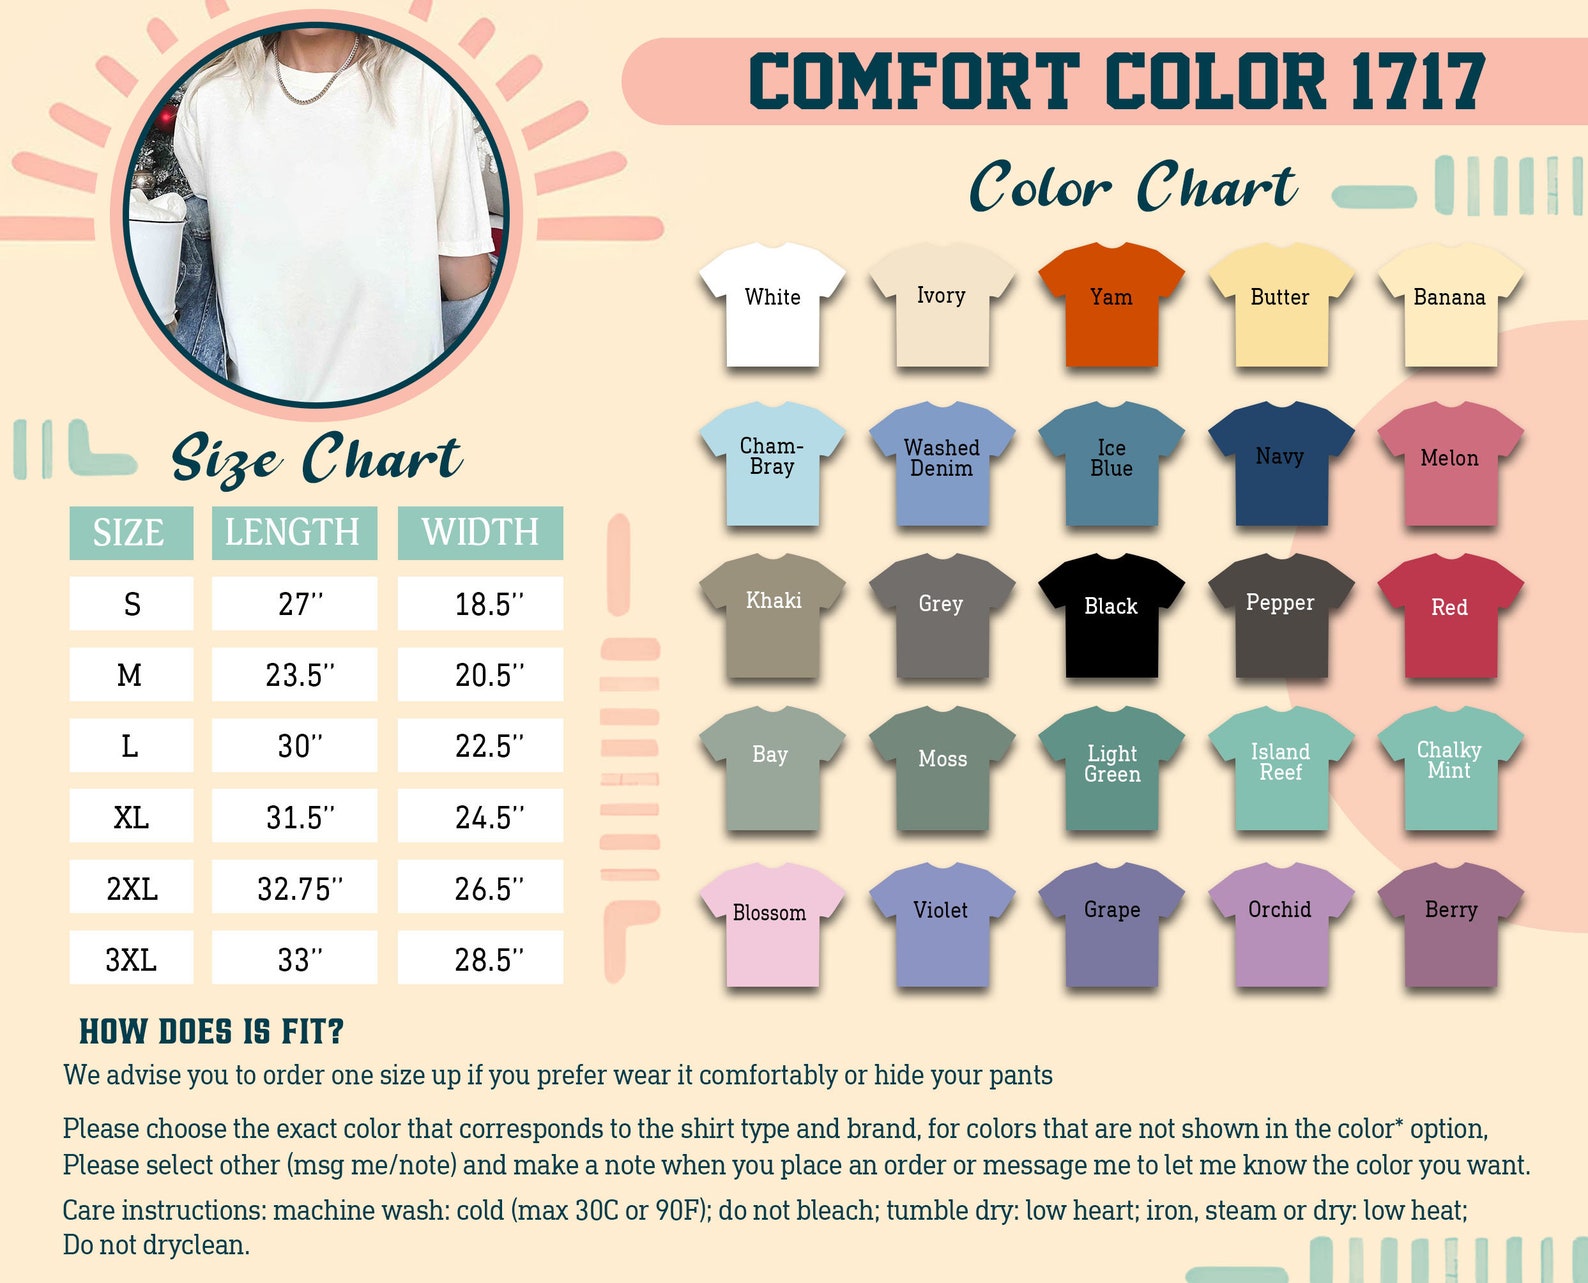 COMFORT COLOR 1717
Color Chart
White
Ivory
Yam
Butter
Banana
Cham-
Bray
Washed
Denim
Ice
Blue
Navy
Melon
Khaki
Grey
Black
Pepper
Red
Bay
Moss
Light
Green
Island
Reef
Chalky
Mint
Blossom
Violet
Grape
Orchid
Berry
Size Chart
SIZE LENGTH WIDTH
S 27'' 18.5''
M 23.5'' 20.5''
L 30'' 22.5''
XL 31.5'' 24.5''
2XL 32.75'' 26.5''
3XL 33'' 28.5''
HOW DOES IS FIT?
We advise you to order one size up if you prefer wear it comfortably or hide your pants
Please choose the exact color that corresponds to the shirt type and brand, for colors that are not shown in the color* option,
Please select other (msg me/note) and make a note when you place an order or message me to let me know the color you want.
Care instructions: machine wash: cold (max 30C or 90F); do not bleach; tumble dry: low heart; iron, steam or dry: low heat;
Do not dryclean.